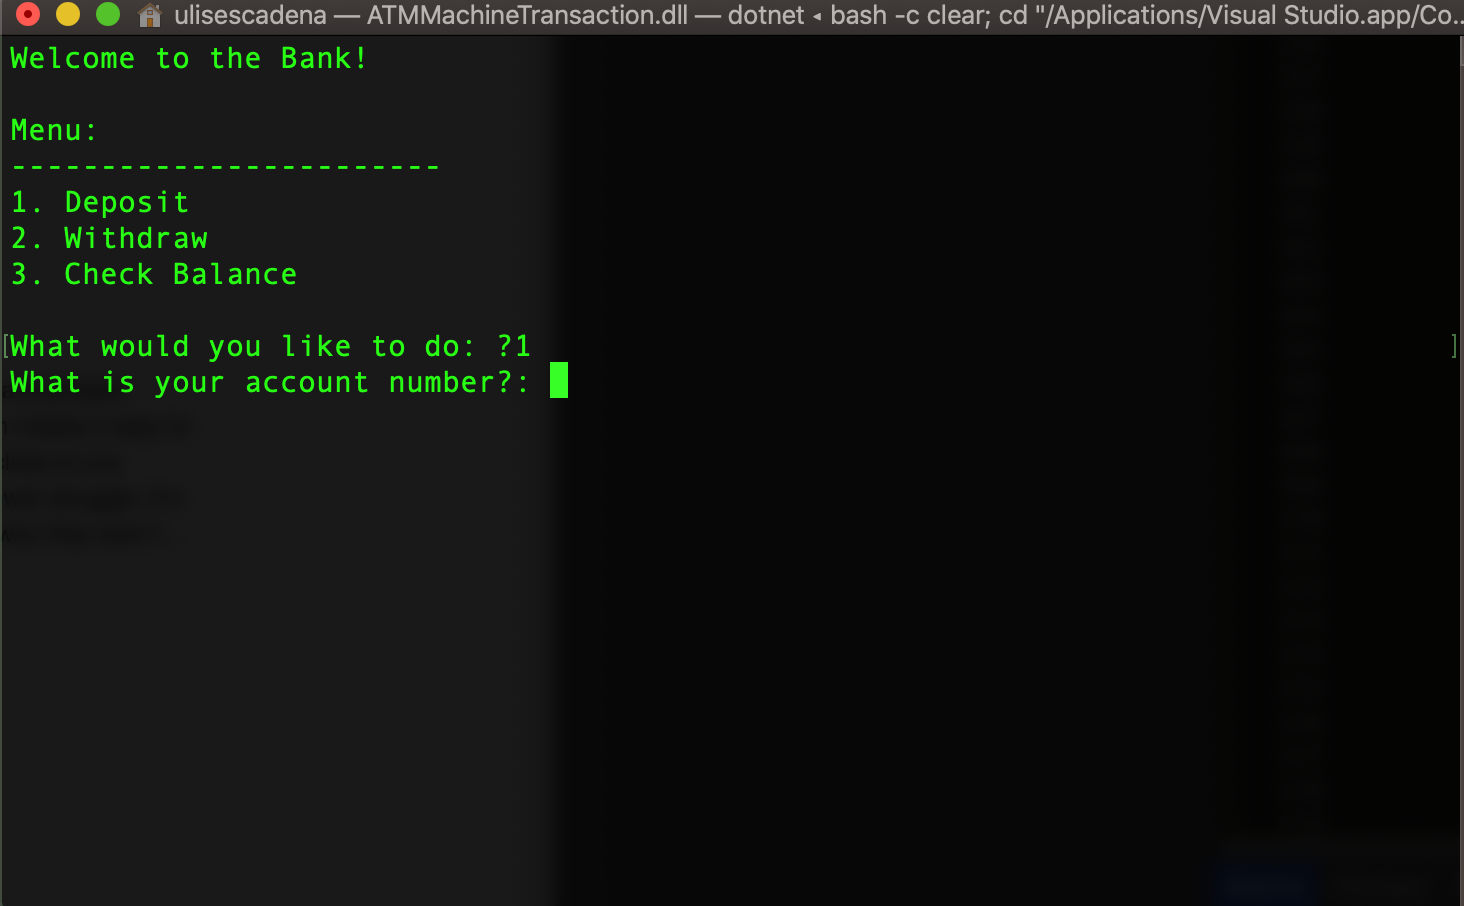 ulisescadena — ATMMachineTransaction.dll — dotnet ◂ bash -c clear; cd "/Applications/Visual Studio.app/Co...
Welcome to the Bank!
Menu:
------------------------
1. Deposit
2. Withdraw
3. Check Balance
[What would you like to do: ?1 ]
What is your account number?: